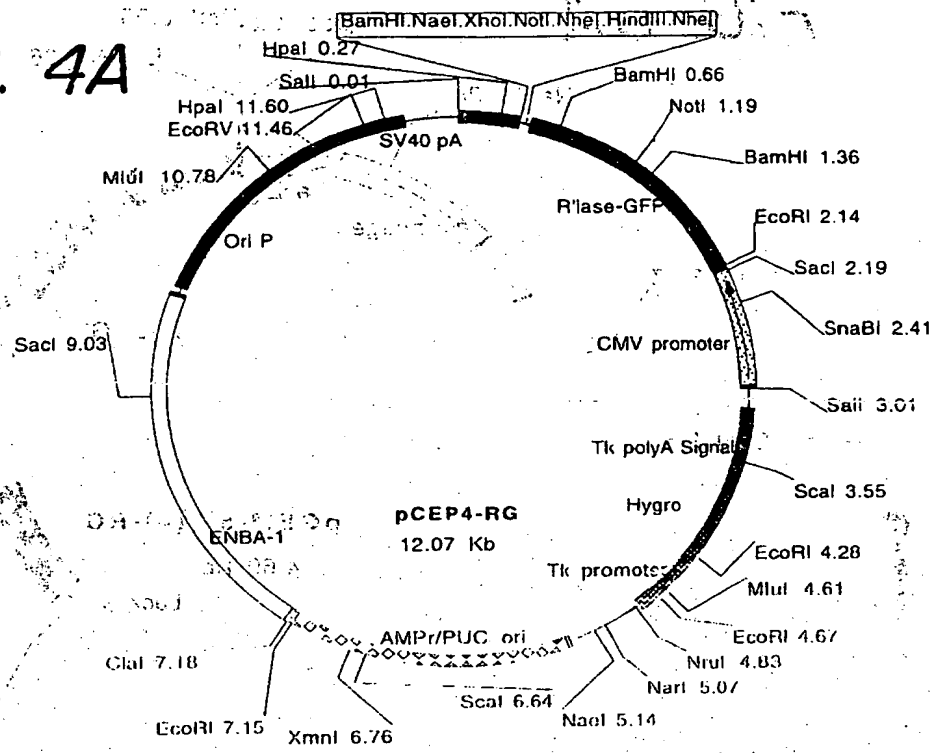 . 4A
BamHI.NaeI.XhoI.NotI.NheI.HindIII.NheI
HpaI 0.27
SalI 0.01
HpaI 11.60
EcoRV 11.46
MluI 10.78
SV40 pA
BamHI 0.66
NotI 1.19
BamHI 1.36
R'lase-GFP
EcoRI 2.14
SacI 2.19
SnaBI 2.41
Ori P
CMV promoter
SacI 9.03
SalI 3.01
Tk polyA Signal
ScaI 3.55
Hygro
pCEP4-RG
12.07 Kb
ENBA-1
EcoRI 4.28
Tk promoter
MluI 4.61
EcoRI 4.67
AMPr/PUC ori
NruI 4.83
ClaI 7.18
NarI 5.07
ScaI 6.64
NaeI 5.14
EcoRI 7.15
XmnI 6.76